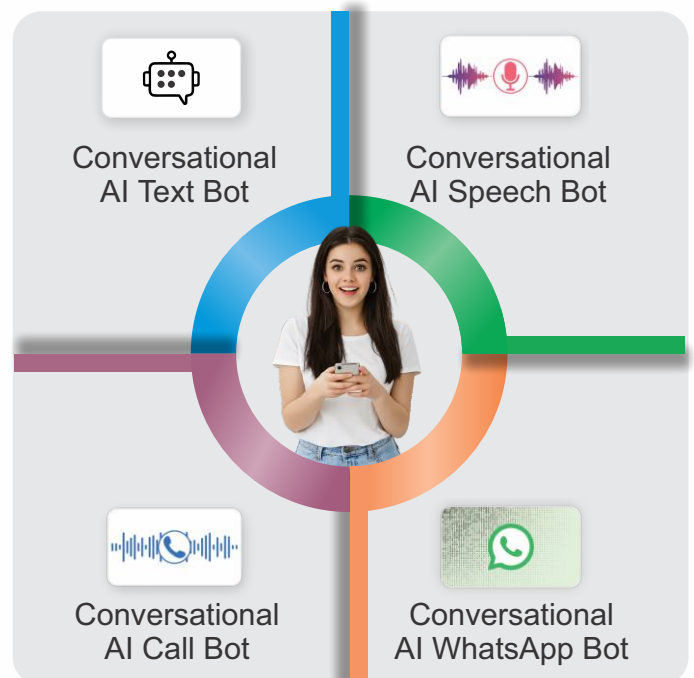 Conversational
AI Text Bot
Conversational
AI Speech Bot
Conversational
AI Call Bot
Conversational
AI WhatsApp Bot